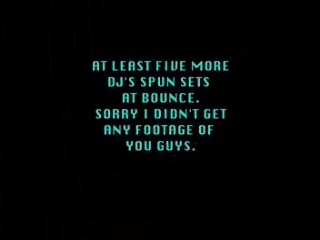 AT LEAST FIVE MORE
DJ'S SPUN SETS
AT BOUNCE.
SORRY I DIDN'T GET
ANY FOOTAGE OF
YOU GUYS.